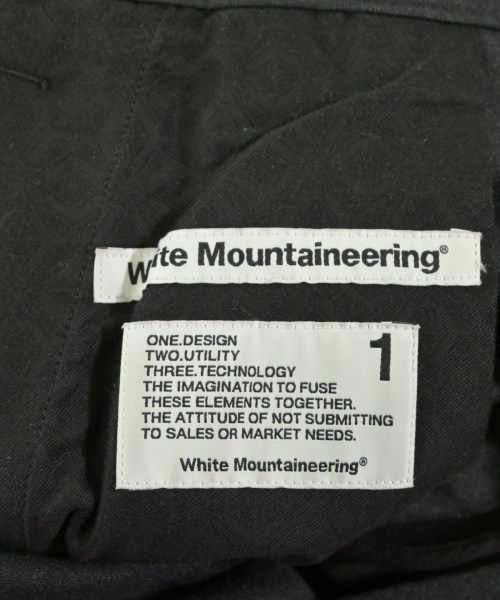 White Mountaineering®
1
ONE.DESIGN
TWO.UTILITY
THREE.TECHNOLOGY
THE IMAGINATION TO FUSE
THESE ELEMENTS TOGETHER.
THE ATTITUDE OF NOT SUBMITTING
TO SALES OR MARKET NEEDS.
White Mountaineering®